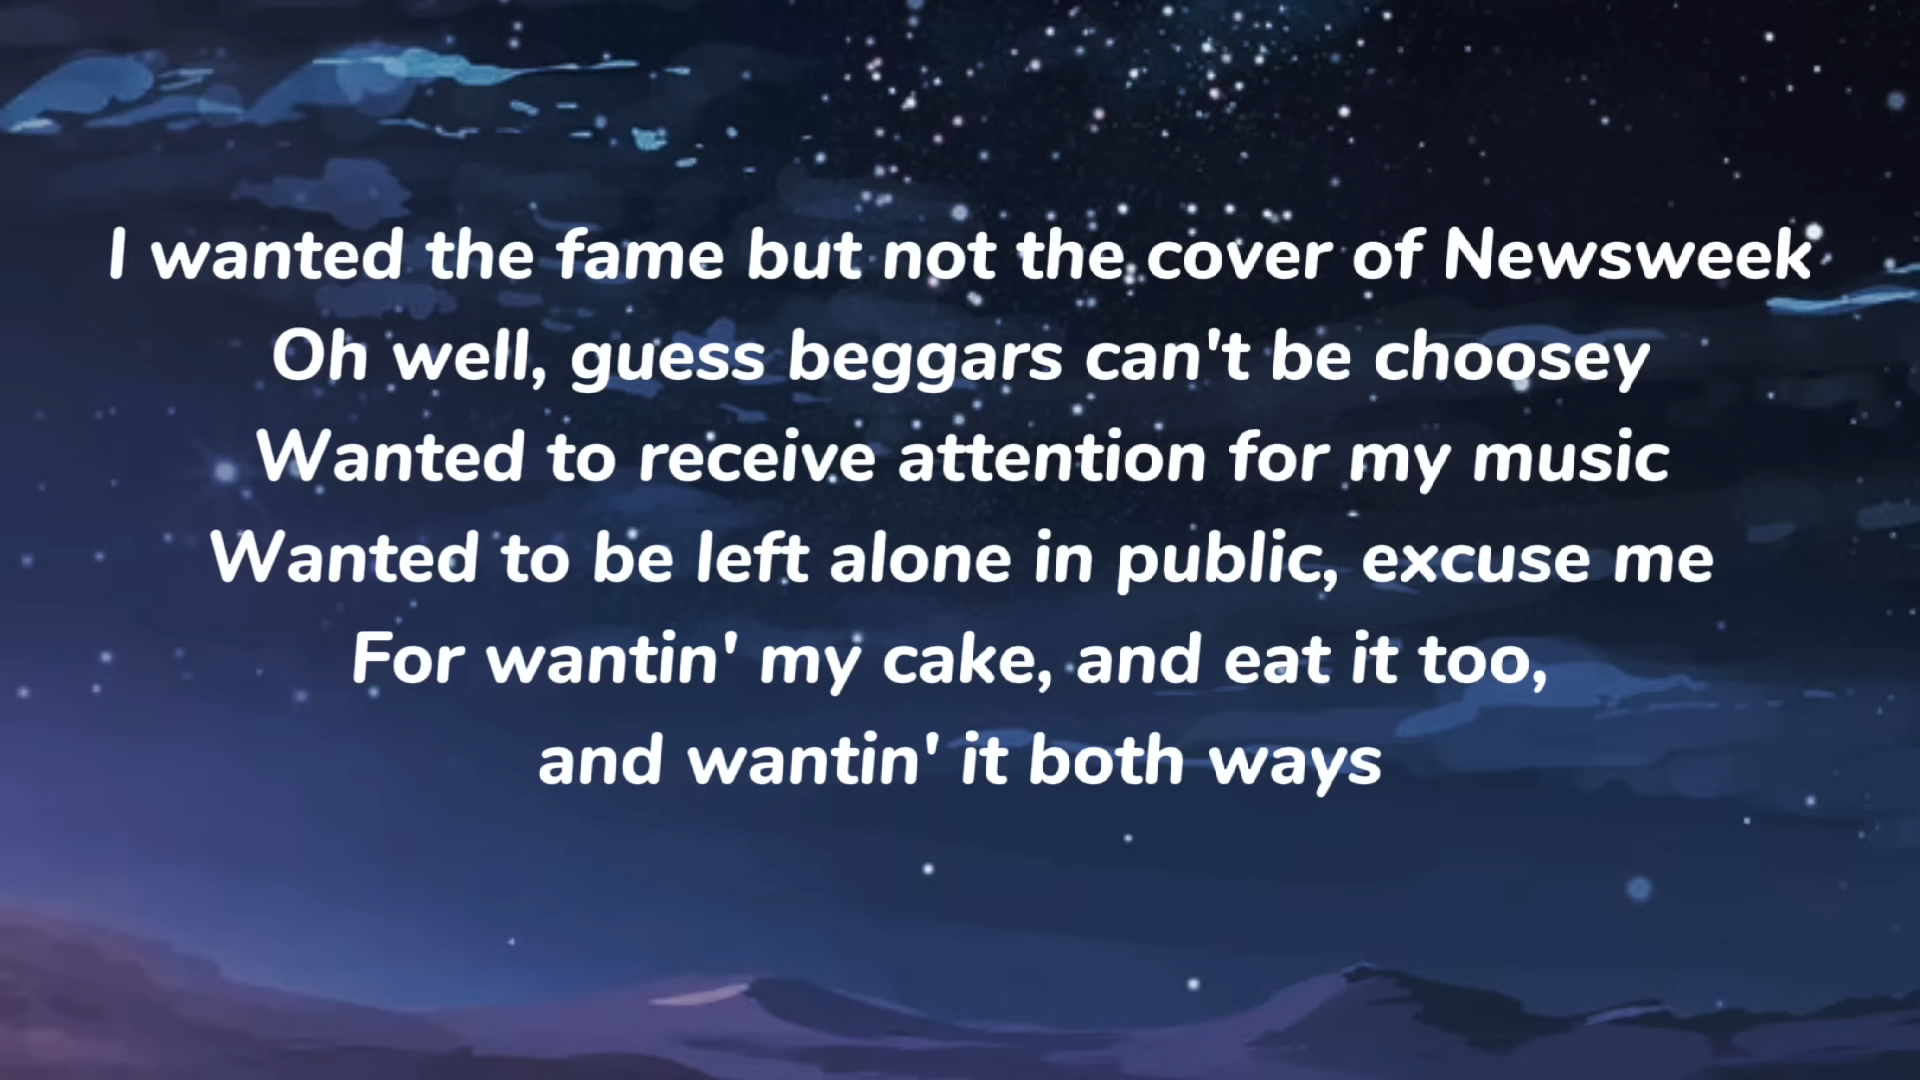 I wanted the fame but not the cover of Newsweek
Oh well, guess beggars can't be choosey
Wanted to receive attention for my music
Wanted to be left alone in public, excuse me
For wantin' my cake, and eat it too,
and wantin' it both ways